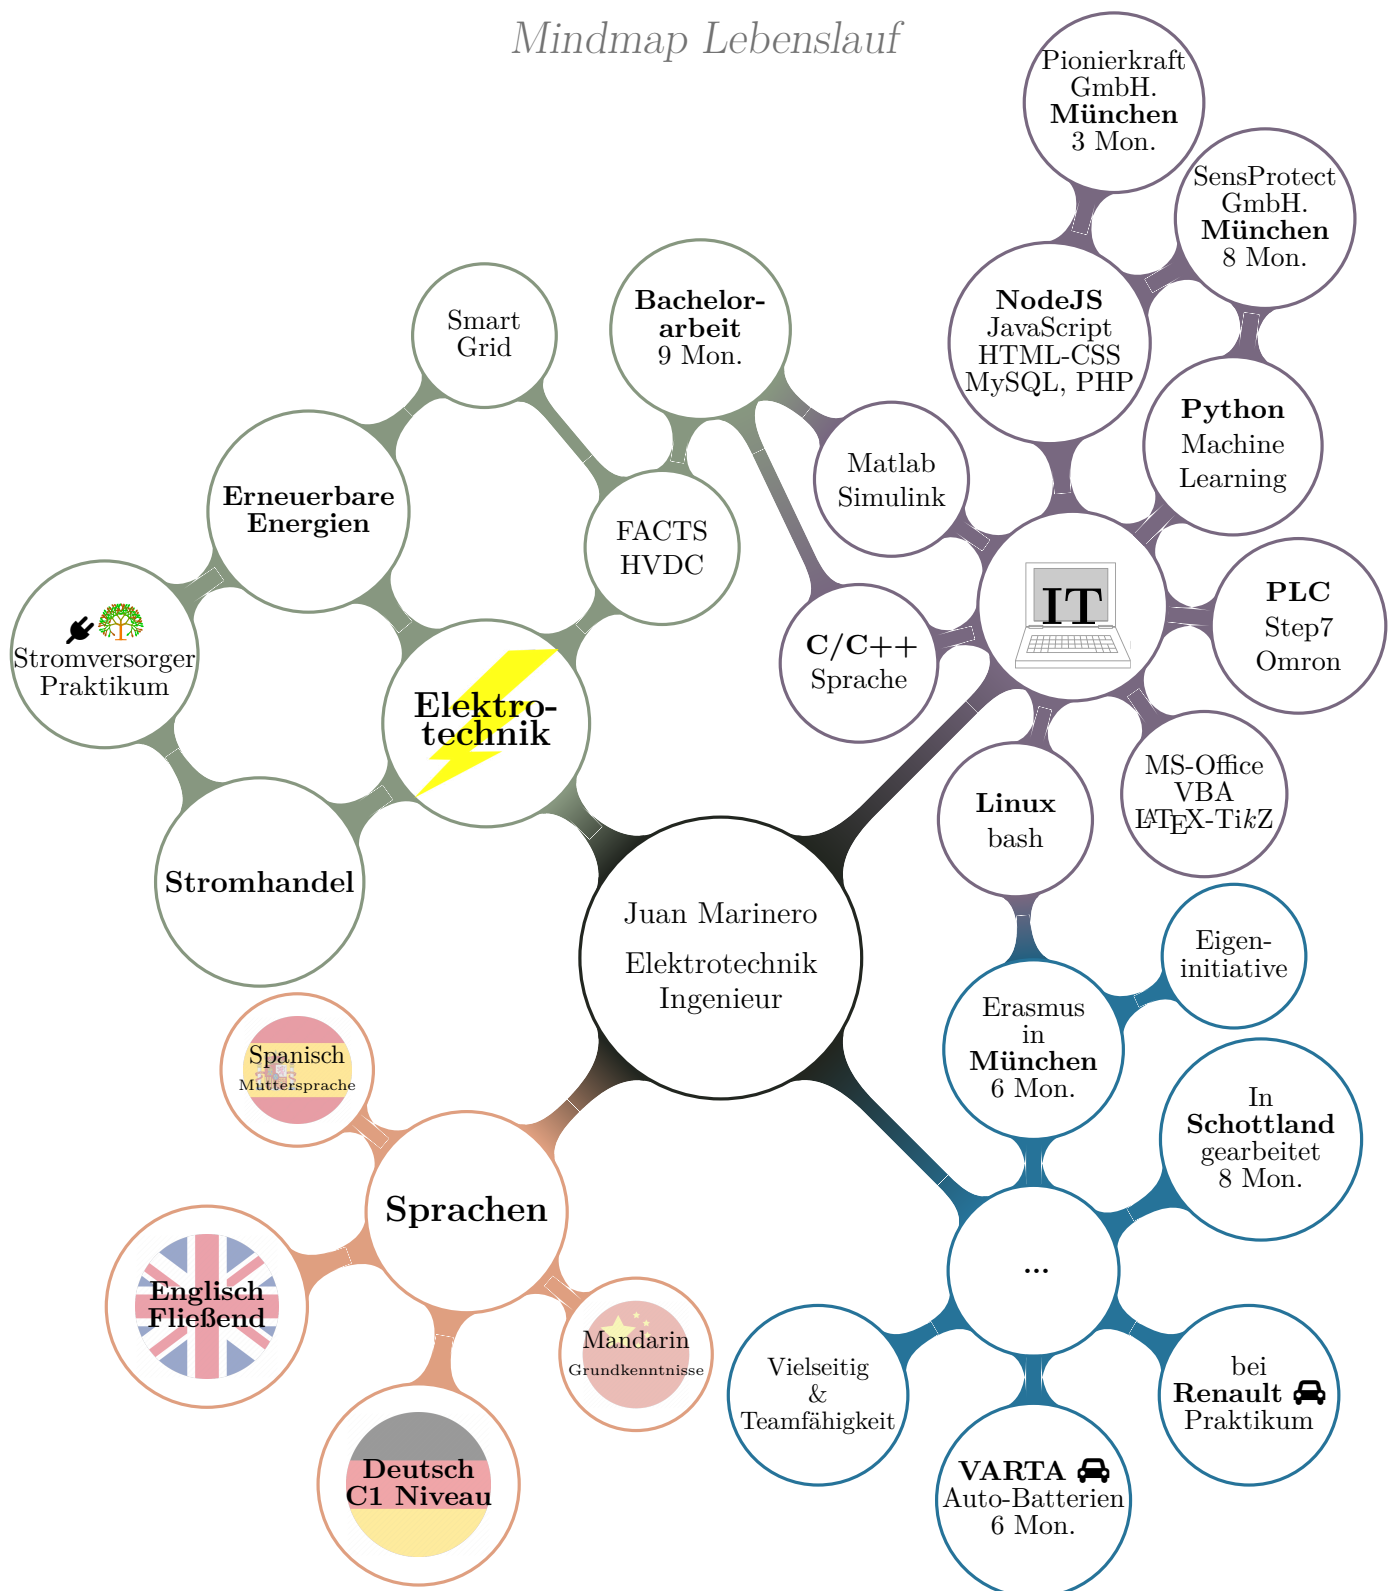 Mindmap Lebenslauf
Pionierkraft
GmbH.
München
3 Mon.
SensProtect
GmbH.
München
8 Mon.
NodeJS
JavaScript
HTML-CSS
MySQL, PHP
Python
Machine
Learning
Bachelor-
arbeit
9 Mon.
Smart
Grid
Matlab
Simulink
FACTS
HVDC
Erneuerbare
Energien
IT
PLC
Step7
Omron
C/C++
Sprache
Stromversorger
Praktikum
Elektro-
technik
MS-Office
VBA
LATEX-TikZ
Linux
bash
Stromhandel
Juan Marinero
Elektrotechnik
Ingenieur
Eigen-
initiative
Erasmus
in
München
6 Mon.
In
Schottland
gearbeitet
8 Mon.
Spanisch
Muttersprache
Sprachen
...
Englisch
Fließend
Mandarin
Grundkenntnisse
Deutsch
C1 Niveau
Vielseitig
&
Teamfähigkeit
bei
Renault
Praktikum
VARTA
Auto-Batterien
6 Mon.